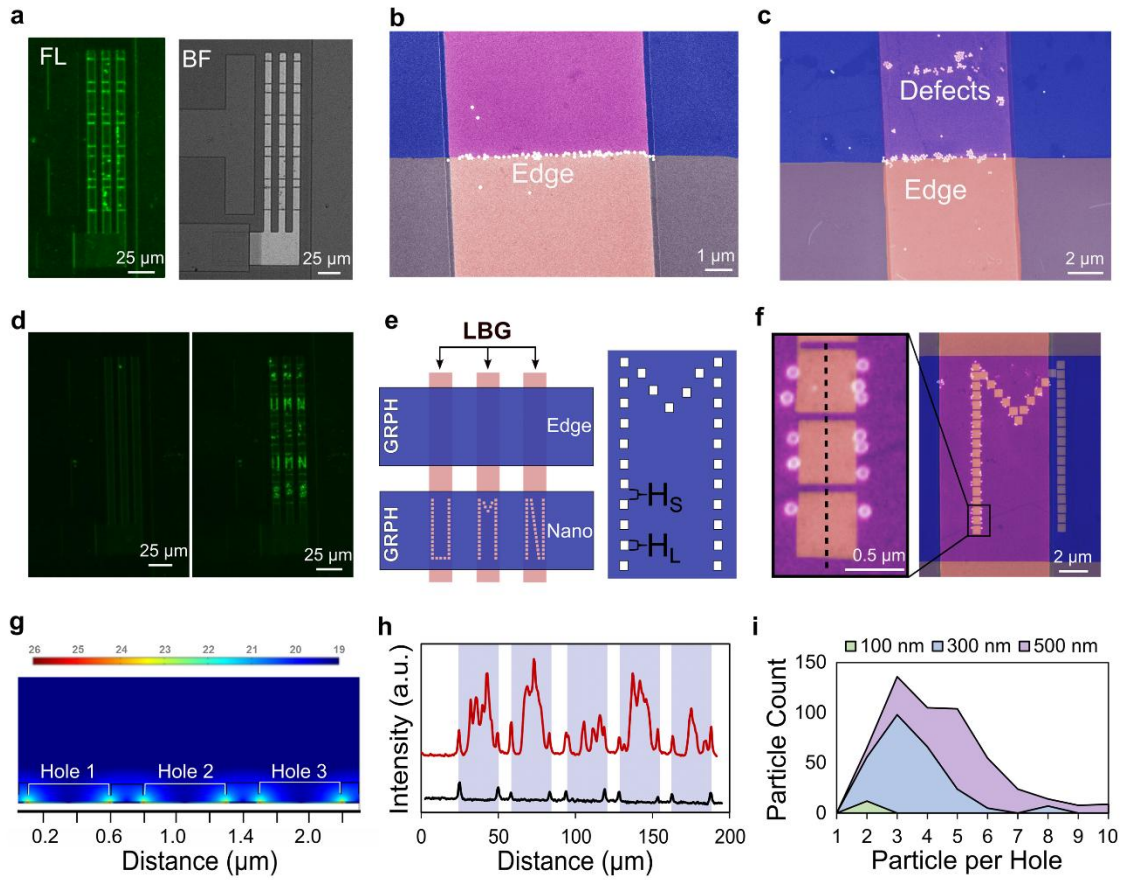 a
FL
BF
25 µm
25 µm
b
Edge
1 µm
c
Defects
Edge
2 µm
d
25 µm
25 µm
e
LBG
GRPH
Edge
GRPH
Nano
HS
HL
f
0.5 µm
2 µm
g
26 25 24 23 22 21 20 19
Hole 1 Hole 2 Hole 3
0.2 0.6 1.0 1.4 1.6 2.0
Distance (µm)
h
Intensity (a.u.)
0 50 100 150 200
Distance (µm)
i
100 nm 300 nm 500 nm
Particle Count
150
100
50
0
1 2 3 4 5 6 7 8 9 10
Particle per Hole